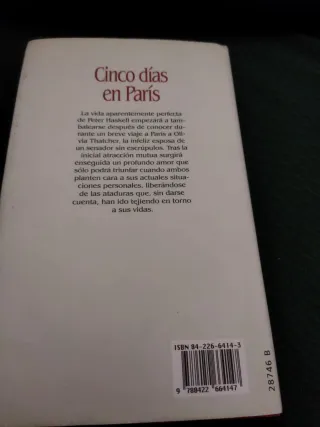 Cinco días
en París
La vida aparentemente perfecta
de Peter Haskell empezará a tam-
balearse después de conocer du-
rante un breve viaje a París a Oli-
via Thatcher, la infeliz esposa de
un senador sin escrúpulos. Tras la
inicial atracción mutua surgirá
enseguida un profundo amor que
sólo podrá triunfar cuando ambos
planten cara a sus actuales situa-
ciones personales, liberándose
de las ataduras que, sin darse
cuenta, han ido tejiendo en torno
a sus vidas.
ISBN 84-226-6414-3
9 788422 664147
28746 B